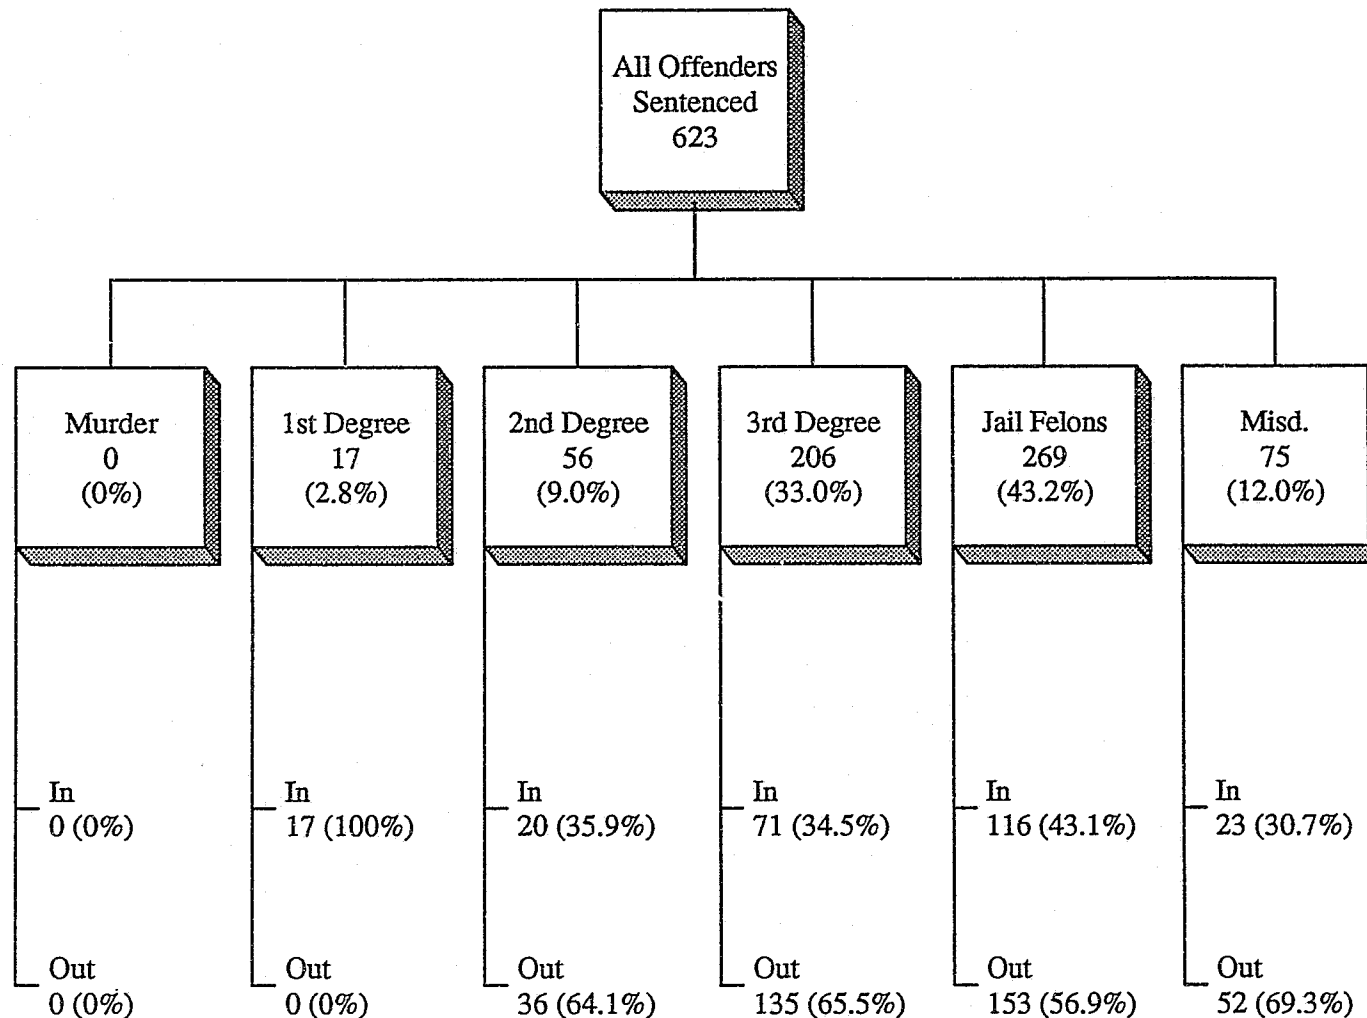 All Offenders
Sentenced
623
Murder
0
(0%)
1st Degree
17
(2.8%)
2nd Degree
56
(9.0%)
3rd Degree
206
(33.0%)
Jail Felons
269
(43.2%)
Misd.
75
(12.0%)
In
0 (0%)
In
17 (100%)
In
20 (35.9%)
In
71 (34.5%)
In
116 (43.1%)
In
23 (30.7%)
Out
0 (0%)
Out
0 (0%)
Out
36 (64.1%)
Out
135 (65.5%)
Out
153 (56.9%)
Out
52 (69.3%)